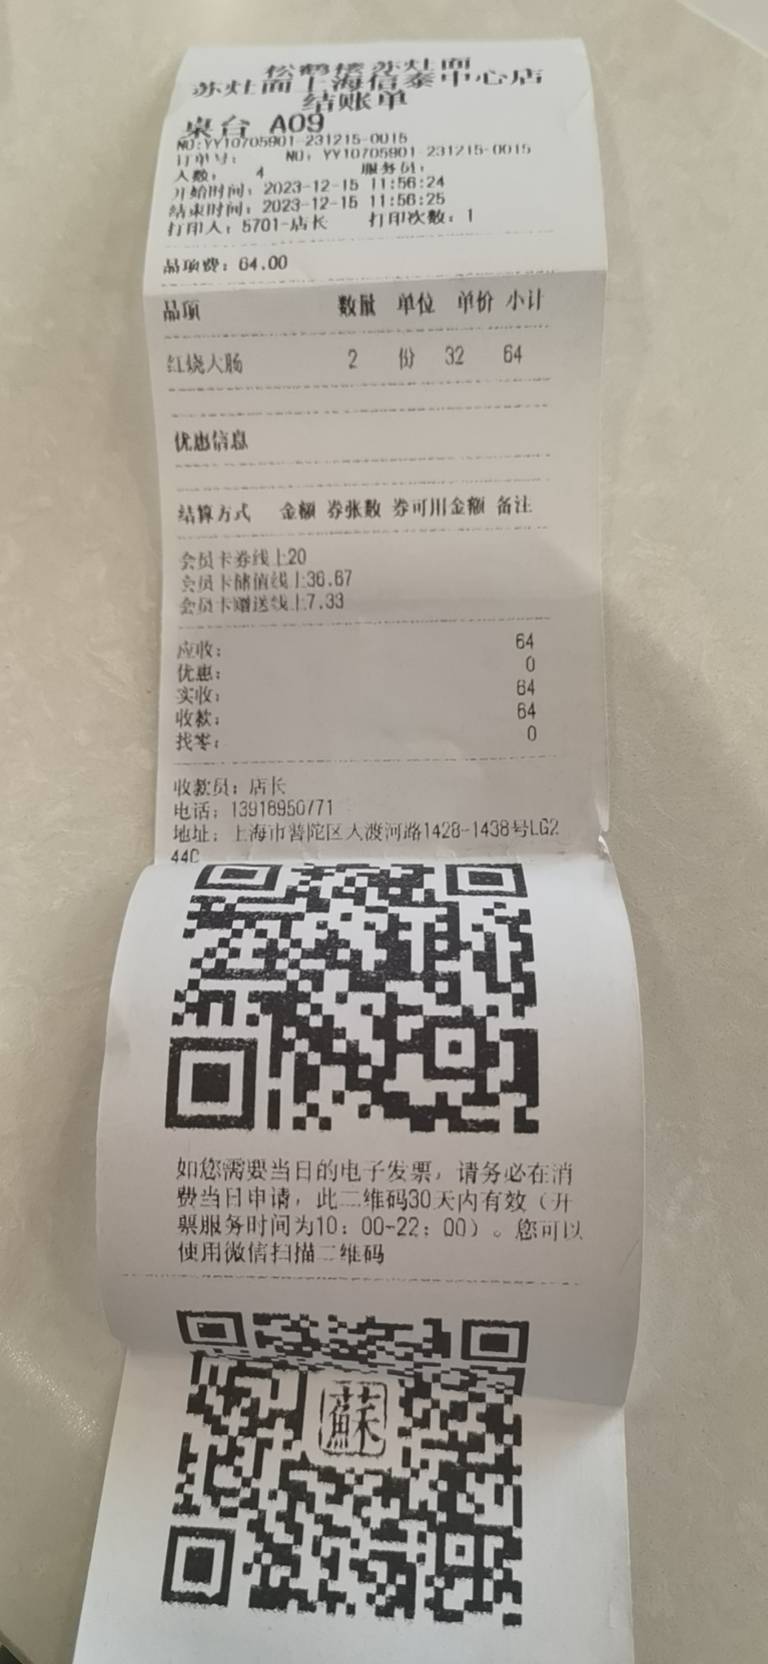 松鹤楼苏灶面
苏灶面上海信泰中心店
结账单
桌台 A09
NO:YY10705901-231215-0015
订单号: NO: YY10705901-231215-0015
人数: 4 服务员:
开始时间: 2023-12-15 11:56:24
结束时间: 2023-12-15 11:56:25
打印人: 5701-店长 打印次数: 1
品项费: 64.00
品项 数量 单位 单价 小计
红烧大肠 2 份 32 64
优惠信息
结算方式 金额 券张数 券可用金额 备注
会员卡券线上20
会员卡储值线上36.67
会员卡赠送线上7.33
应收: 64
优惠: 0
实收: 64
收款: 64
找零: 0
收款员: 店长
电话: 13916950771
地址: 上海市普陀区大渡河路1428-1438号LG2
44C
如您需要当日的电子发票，请务必在消
费当日申请，此二维码30天内有效（开
票服务时间为10：00-22：00）。您可以
使用微信扫描二维码
蘇